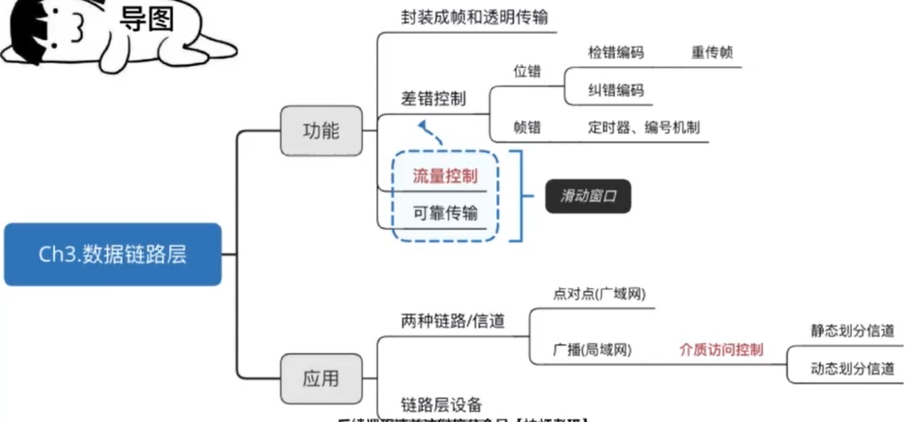 导图
封装成帧和透明传输
检错编码
重传帧
位错
纠错编码
差错控制
帧错
定时器、编号机制
功能
流量控制
可靠传输
滑动窗口
Ch3.数据链路层
点对点(广域网)
两种链路/信道
静态划分信道
广播(局域网)
介质访问控制
动态划分信道
应用
链路层设备